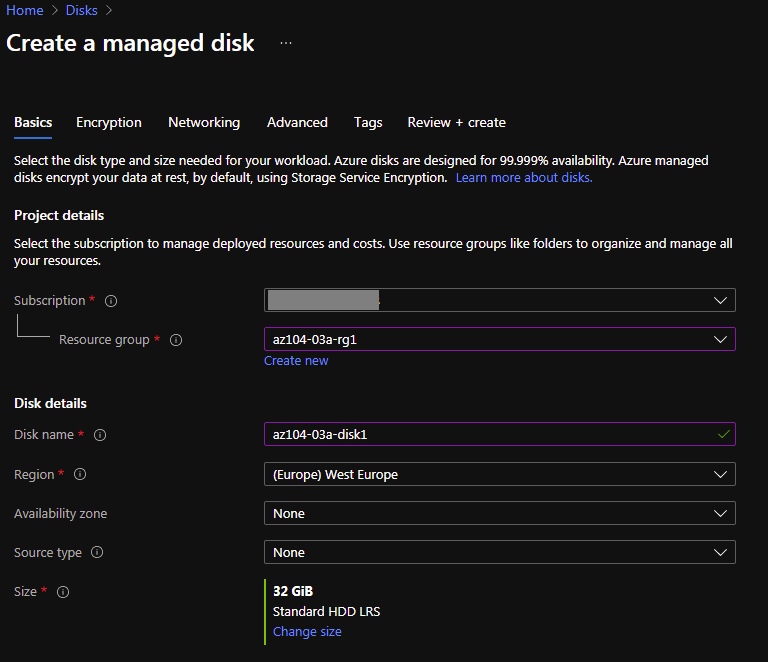 Home > Disks >
Create a managed disk ...
Basics Encryption Networking Advanced Tags Review + create
Select the disk type and size needed for your workload. Azure disks are designed for 99.999% availability. Azure managed
disks encrypt your data at rest, by default, using Storage Service Encryption. Learn more about disks.
Project details
Select the subscription to manage deployed resources and costs. Use resource groups like folders to organize and manage all
your resources.
Subscription *
Resource group * az104-03a-rg1
Create new
Disk details
Disk name * az104-03a-disk1
Region * (Europe) West Europe
Availability zone None
Source type None
Size * 32 GiB
Standard HDD LRS
Change size